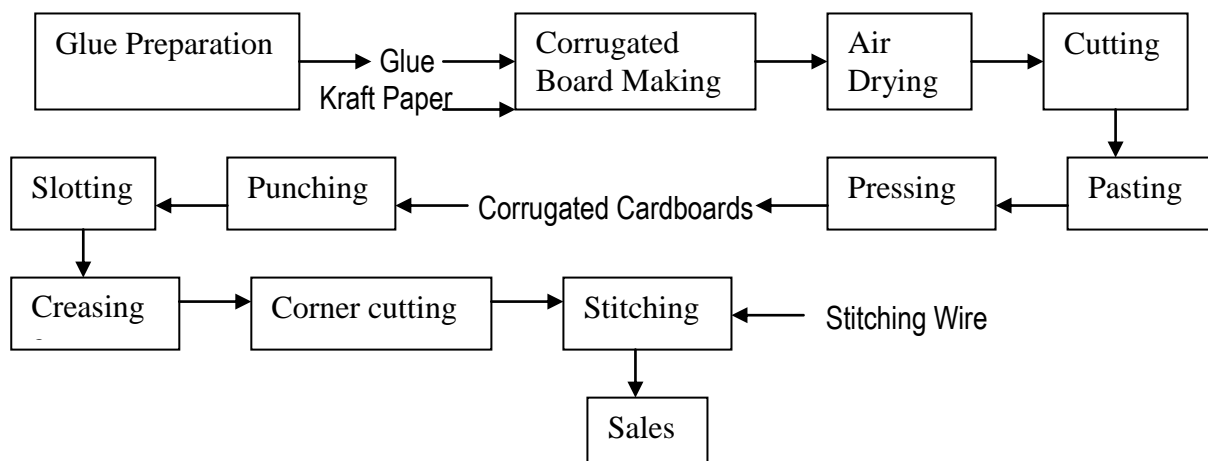 Glue Preparation
Glue
Kraft Paper
Corrugated
Board Making
Air
Drying
Cutting
Pasting
Pressing
Corrugated Cardboards
Punching
Slotting
Creasing
Corner cutting
Stitching
Stitching Wire
Sales